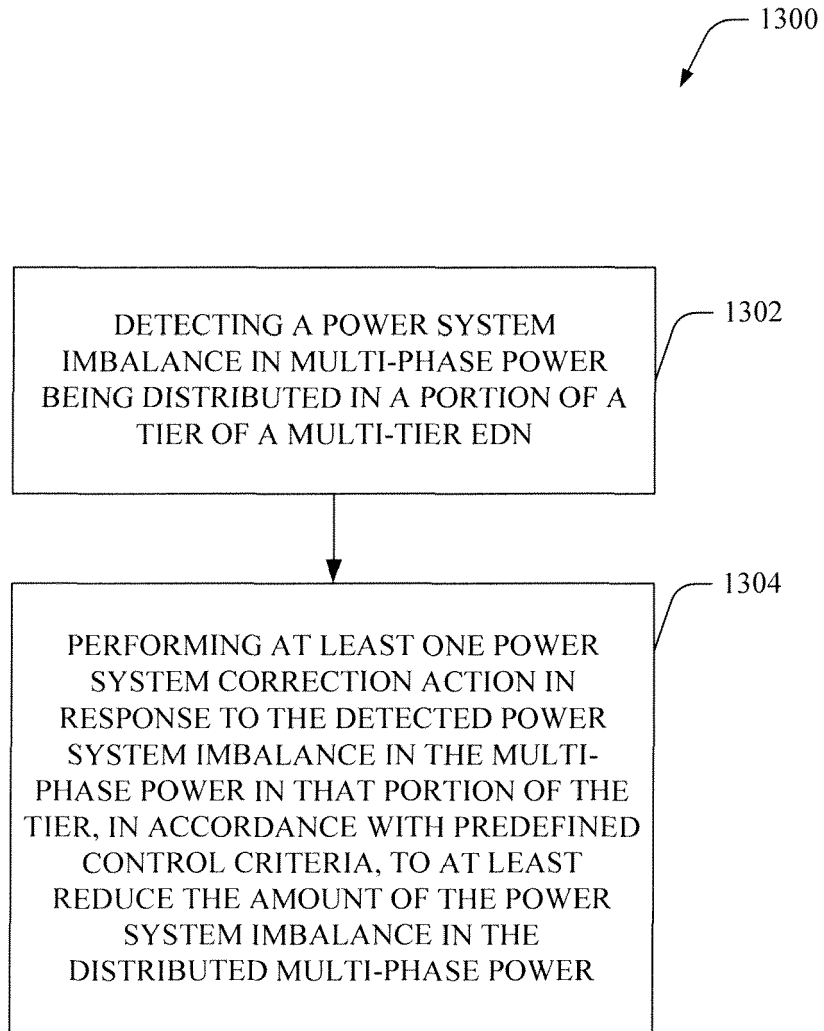 1300
DETECTING A POWER SYSTEM
IMBALANCE IN MULTI-PHASE POWER
BEING DISTRIBUTED IN A PORTION OF A
TIER OF A MULTI-TIER EDN
1302
PERFORMING AT LEAST ONE POWER
SYSTEM CORRECTION ACTION IN
RESPONSE TO THE DETECTED POWER
SYSTEM IMBALANCE IN THE MULTI-
PHASE POWER IN THAT PORTION OF THE
TIER, IN ACCORDANCE WITH PREDEFINED
CONTROL CRITERIA, TO AT LEAST
REDUCE THE AMOUNT OF THE POWER
SYSTEM IMBALANCE IN THE
DISTRIBUTED MULTI-PHASE POWER
1304